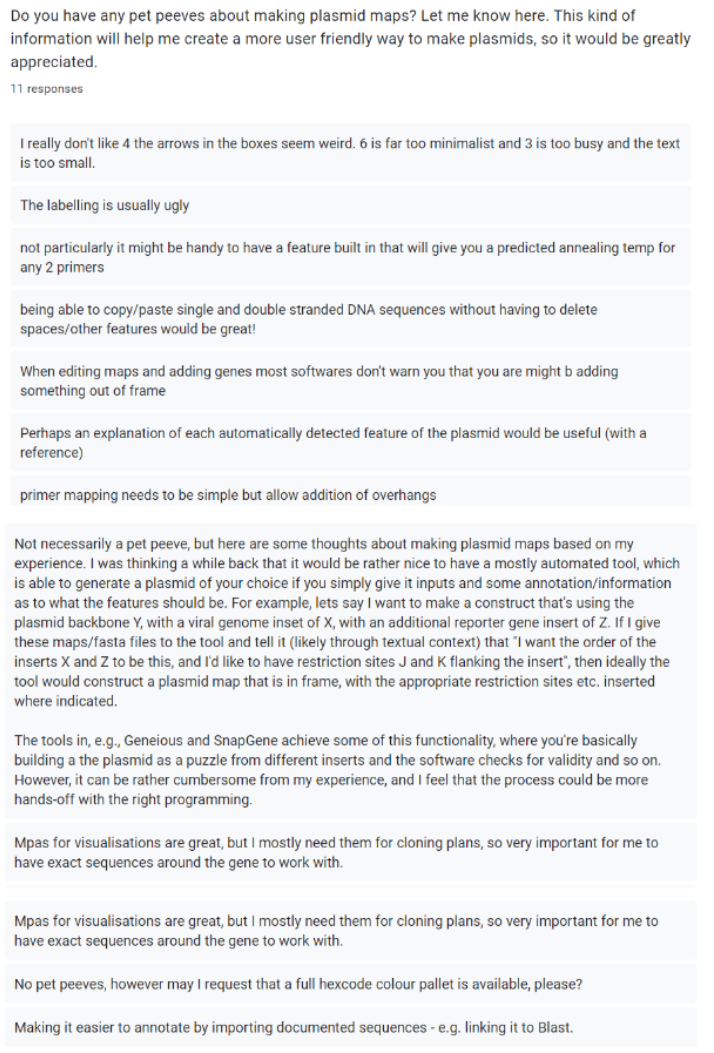 Do you have any pet peeves about making plasmid maps? Let me know here. This kind of
information will help me create a more user friendly way to make plasmids, so it would be greatly
appreciated.
11 responses
I really don't like 4 the arrows in the boxes seem weird. 6 is far too minimalist and 3 is too busy and the text
is too small.
The labelling is usually ugly
not particularly it might be handy to have a feature built in that will give you a predicted annealing temp for
any 2 primers
being able to copy/paste single and double stranded DNA sequences without having to delete
spaces/other features would be great!
When editing maps and adding genes most softwares don't warn you that you are might b adding
something out of frame
Perhaps an explanation of each automatically detected feature of the plasmid would be useful (with a
reference)
primer mapping needs to be simple but allow addition of overhangs
Not necessarily a pet peeve, but here are some thoughts about making plasmid maps based on my
experience. I was thinking a while back that it would be rather nice to have a mostly automated tool, which
is able to generate a plasmid of your choice if you simply give it inputs and some annotation/information
as to what the features should be. For example, lets say I want to make a construct that's using the
plasmid backbone Y, with a viral genome inset of X, with an additional reporter gene insert of Z. If I give
these maps/fasta files to the tool and tell it (likely through textual context) that "I want the order of the
inserts X and Z to be this, and I'd like to have restriction sites J and K flanking the insert", then ideally the
tool would construct a plasmid map that is in frame, with the appropriate restriction sites etc. inserted
where indicated.
The tools in, e.g., Geneious and SnapGene achieve some of this functionality, where you're basically
building a the plasmid as a puzzle from different inserts and the software checks for validity and so on.
However, it can be rather cumbersome from my experience, and I feel that the process could be more
hands-off with the right programming.
Mpas for visualisations are great, but I mostly need them for cloning plans, so very important for me to
have exact sequences around the gene to work with.
Mpas for visualisations are great, but I mostly need them for cloning plans, so very important for me to
have exact sequences around the gene to work with.
No pet peeves, however may I request that a full hexcode colour pallet is available, please?
Making it easier to annotate by importing documented sequences - e.g. linking it to Blast.